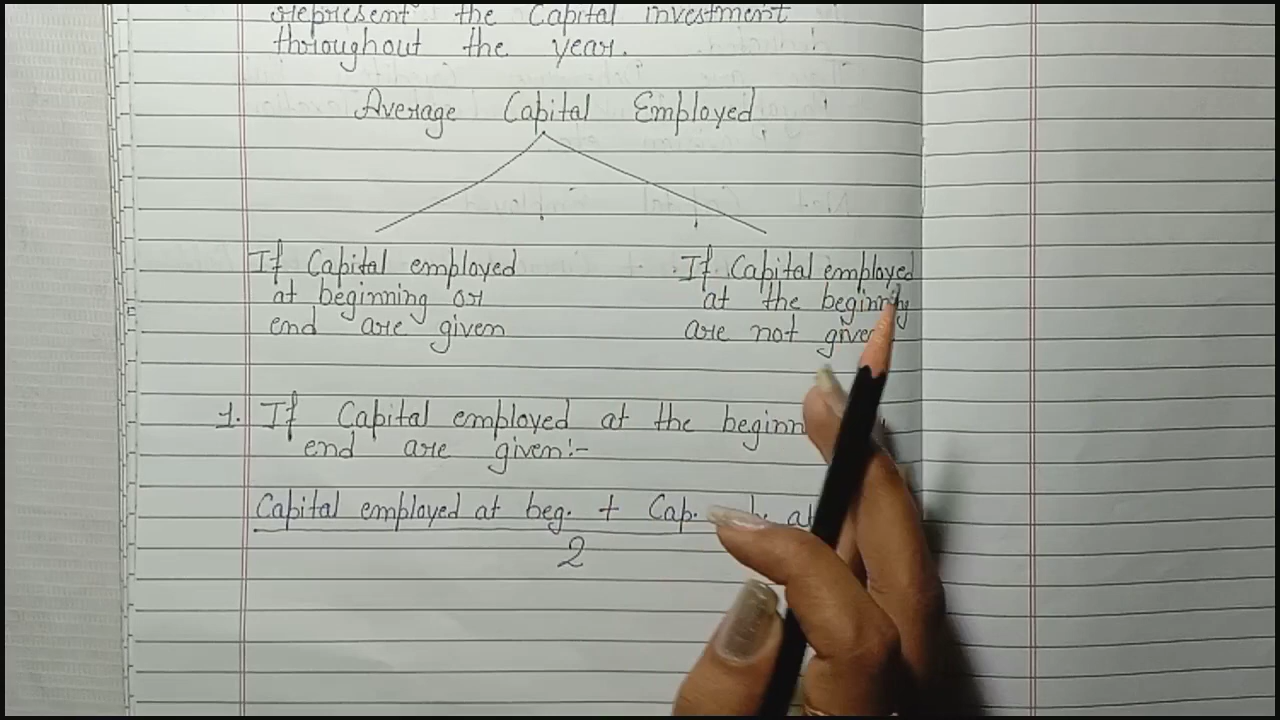 represent the Capital investment
throughout the year.
Average Capital Employed
If Capital employed
at beginning or
end are given
If Capital employed
at the beginning
are not given
1. If Capital employed at the beginn
end are given:-
Capital employed at beg. + Cap. at
2